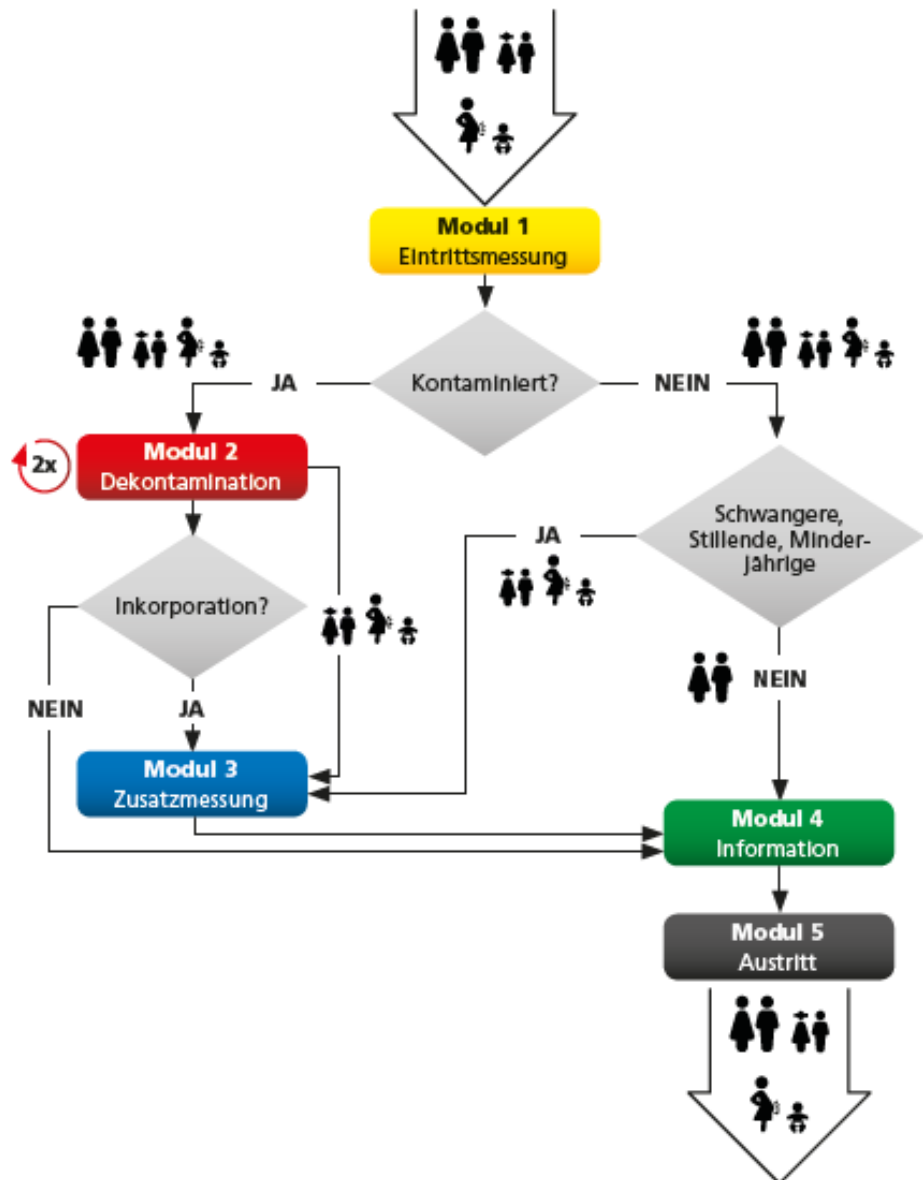 Modul 1
Eintrittsmessung
Kontaminiert?
JA
NEIN
Modul 2
Dekontamination
2x
Schwangere,
Stillende, Minder-
jährige
JA
Inkorporation?
NEIN
NEIN
JA
Modul 3
Zusatzmessung
Modul 4
Information
Modul 5
Austritt